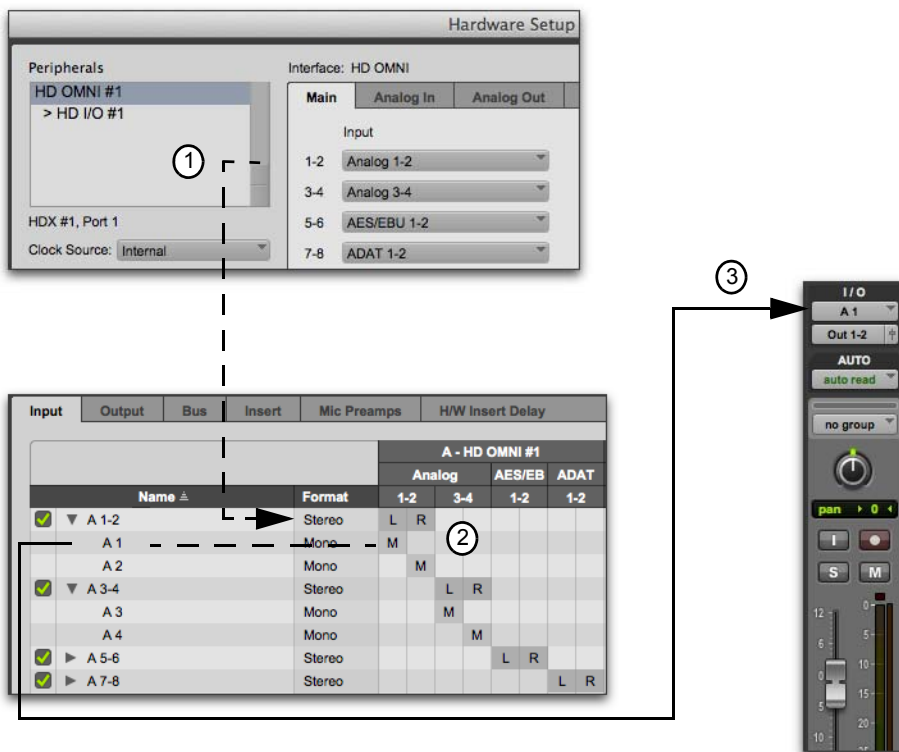 Hardware Setup
Peripherals
HD OMNI #1
> HD I/O #1
HDX #1, Port 1
Clock Source: Internal
Interface: HD OMNI
Main Analog In Analog Out
Input
1-2 Analog 1-2
3-4 Analog 3-4
5-6 AES/EBU 1-2
7-8 ADAT 1-2
1
Input Output Bus Insert Mic Preamps H/W Insert Delay
A - HD OMNI #1
Analog AES/EB ADAT
Name Format 1-2 3-4 1-2 1-2
A 1-2 Stereo L R
A 1 Mono M
2
A 2 Mono M
A 3-4 Stereo L R
A 3 Mono M
A 4 Mono M
A 5-6 Stereo L R
A 7-8 Stereo L R
3
I / O
A 1
Out 1-2
AUTO
auto read
no group
pan 0
I
S M
12 0
6 5
0 10
5 15
10 20